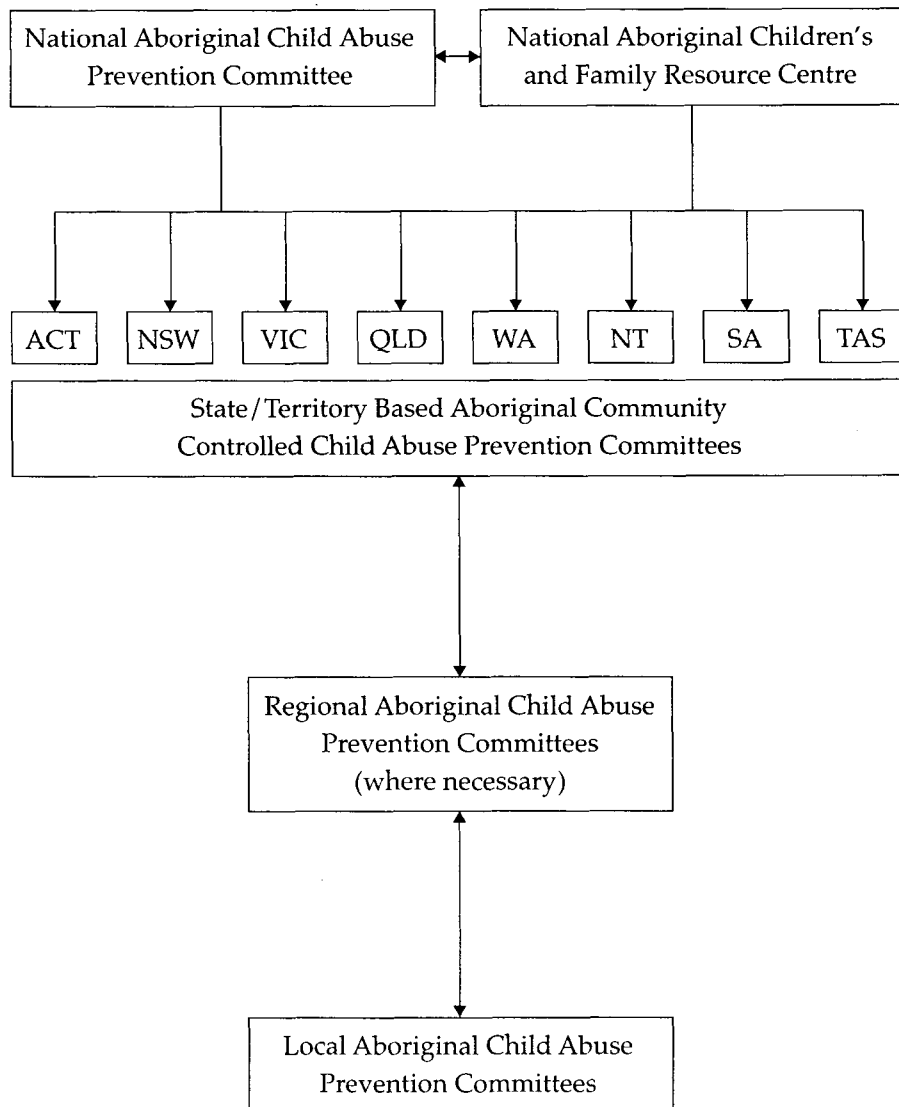 National Aboriginal Child Abuse
Prevention Committee
National Aboriginal Children's
and Family Resource Centre
ACT
NSW
VIC
QLD
WA
NT
SA
TAS
State/Territory Based Aboriginal Community
Controlled Child Abuse Prevention Committees
Regional Aboriginal Child Abuse
Prevention Committees
(where necessary)
Local Aboriginal Child Abuse
Prevention Committees